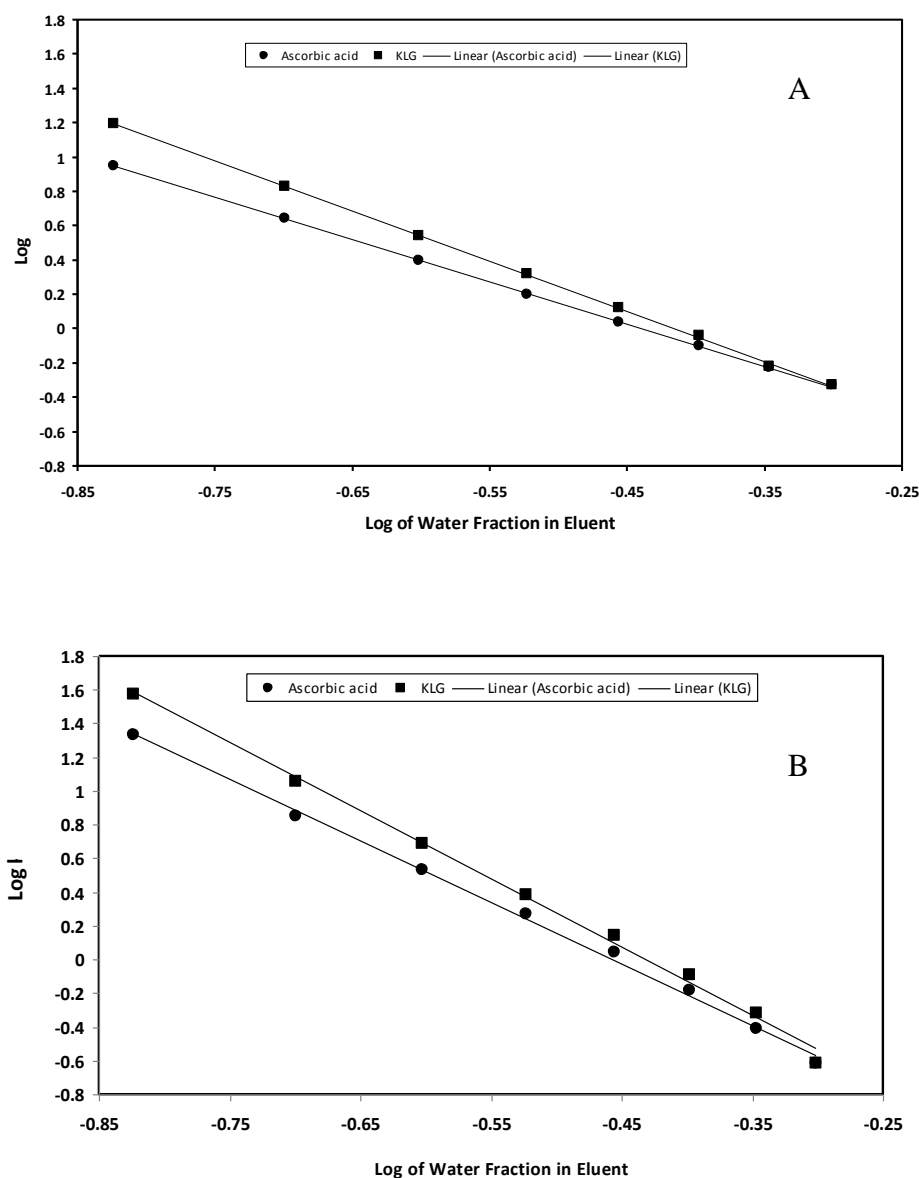 1.8
Ascorbic acid KLG Linear (Ascorbic acid) Linear (KLG)
1.6
A
1.4
1.2
1
0.8
0.6
Log
0.4
0.2
0
-0.2
-0.4
-0.6
-0.8
-0.85 -0.75 -0.65 -0.55 -0.45 -0.35 -0.25
Log of Water Fraction in Eluent
1.8
Ascorbic acid KLG Linear (Ascorbic acid) Linear (KLG)
1.6
1.4
B
1.2
1
0.8
0.6
Log
0.4
0.2
0
-0.2
-0.4
-0.6
-0.8
-0.85 -0.75 -0.65 -0.55 -0.45 -0.35 -0.25
Log of Water Fraction in Eluent